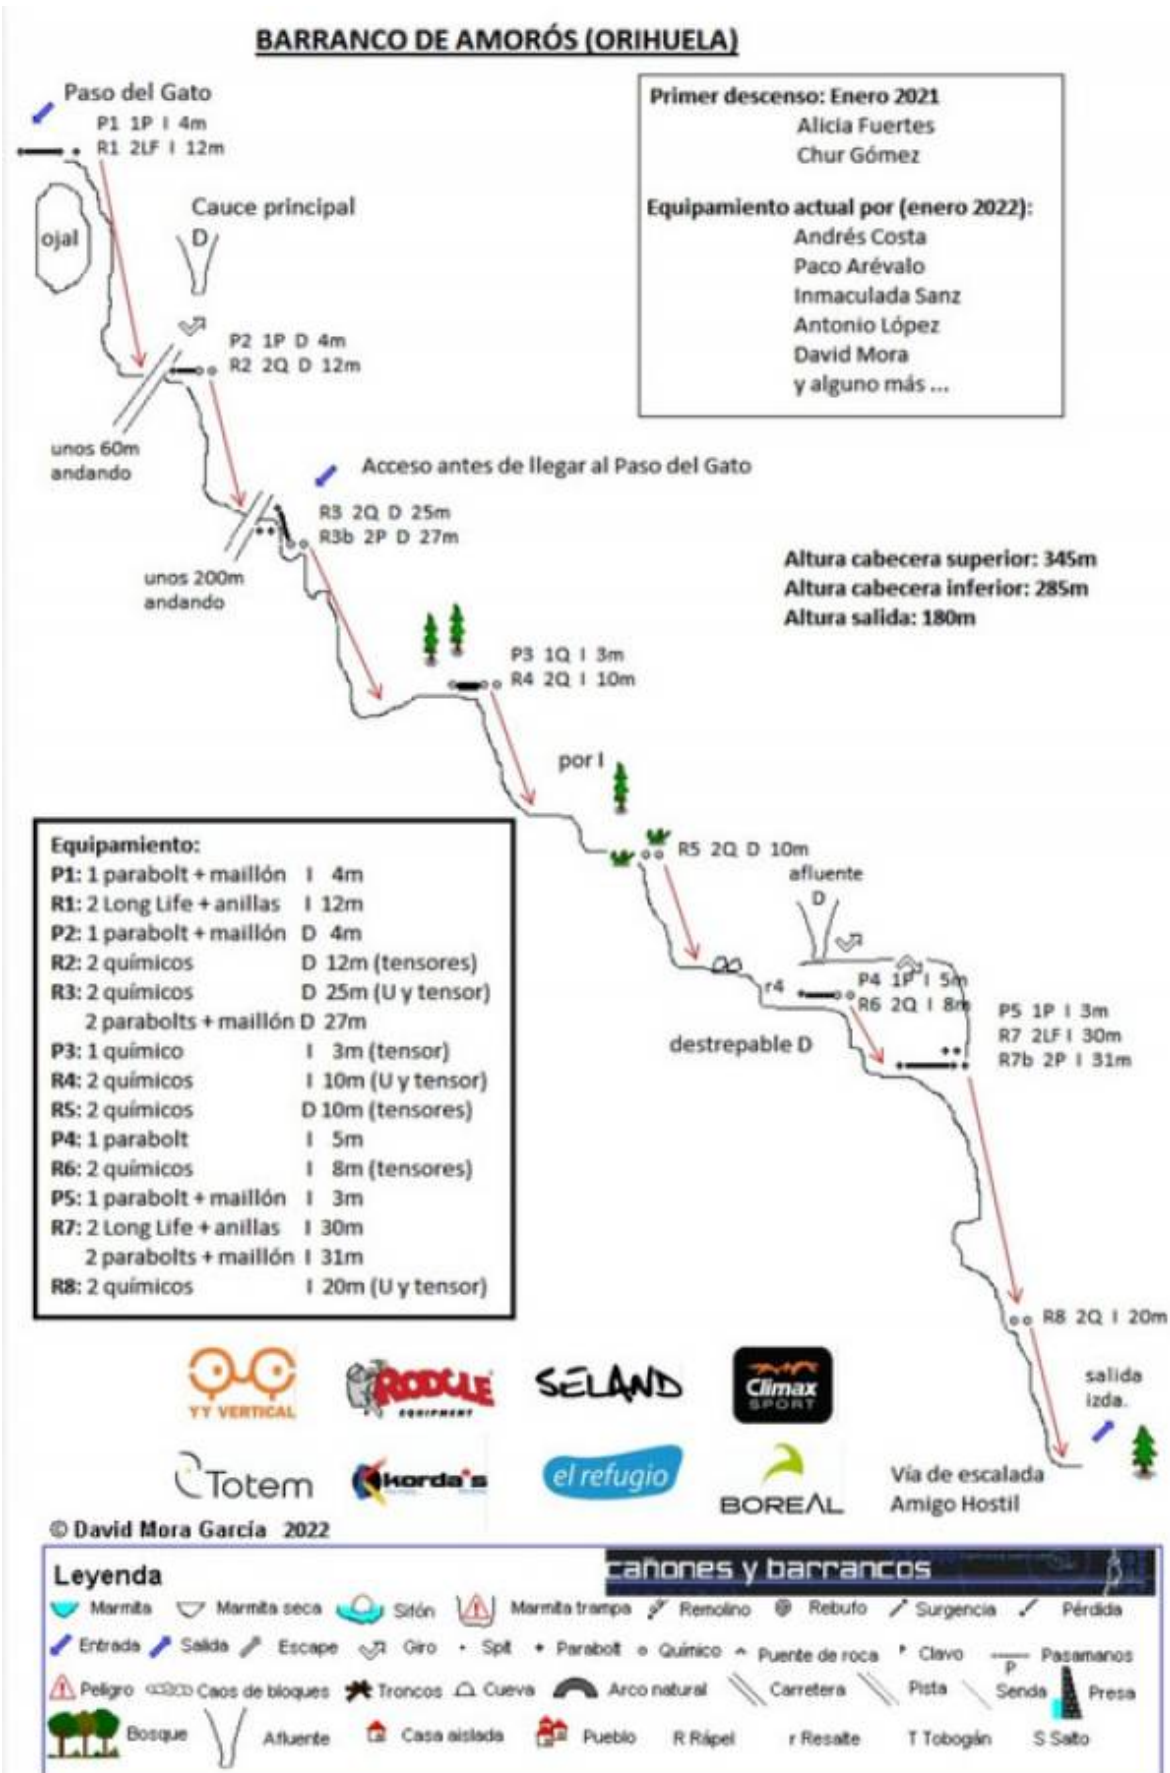 BARRANCO DE AMORÓS (ORIHUELA)
Paso del Gato
P1 1P I 4m
R1 2LF I 12m
Primer descenso: Enero 2021
Alicia Fuertes
Chur Gómez
Equipamiento actual por (enero 2022):
Andrés Costa
Paco Arévalo
Inmaculada Sanz
Antonio López
David Mora
y alguno más ...
ojal
Cauce principal
D
P2 1P D 4m
R2 2Q D 12m
unos 60m
andando
Acceso antes de llegar al Paso del Gato
R3 2Q D 25m
R3b 2P D 27m
unos 200m
andando
Altura cabecera superior: 345m
Altura cabecera inferior: 285m
Altura salida: 180m
P3 1Q I 3m
R4 2Q I 10m
por I
R5 2Q D 10m
afluente
D
r4
P4 1P I 5m
R6 2Q I 8m
destrepable D
P5 1P I 3m
R7 2LF I 30m
R7b 2P I 31m
Equipamiento:
P1: 1 parabolt + maillón I 4m
R1: 2 Long Life + anillas I 12m
P2: 1 parabolt + maillón D 4m
R2: 2 químicos D 12m (tensores)
R3: 2 químicos D 25m (U y tensor)
2 parabolts + maillón D 27m
P3: 1 químico I 3m (tensor)
R4: 2 químicos I 10m (U y tensor)
R5: 2 químicos D 10m (tensores)
P4: 1 parabolt I 5m
R6: 2 químicos I 8m (tensores)
P5: 1 parabolt + maillón I 3m
R7: 2 Long Life + anillas I 30m
2 parabolts + maillón I 31m
R8: 2 químicos I 20m (U y tensor)
R8 2Q I 20m
salida
izda.
Vía de escalada
Amigo Hostil
YY VERTICAL
RODCLE
EQUIPMENT
SELAND
Climax
SPORT
Totem
korda's
el refugio
BOREAL
© David Mora García 2022
Leyenda
cañones y barrancos
Marmita Marmita seca Sifón Marmita trampa Remolino Rebufo Surgencia Pérdida
Entrada Salida Escape Giro Spit Parabolt Químico Puente de roca Clavo P Pasamanos
Peligro Caos de bloques Troncos Cueva Arco natural Carretera Pista Senda Presa
Bosque Afluente Casa aislada Pueblo R Rápel r Resalte T Tobogán S Salto